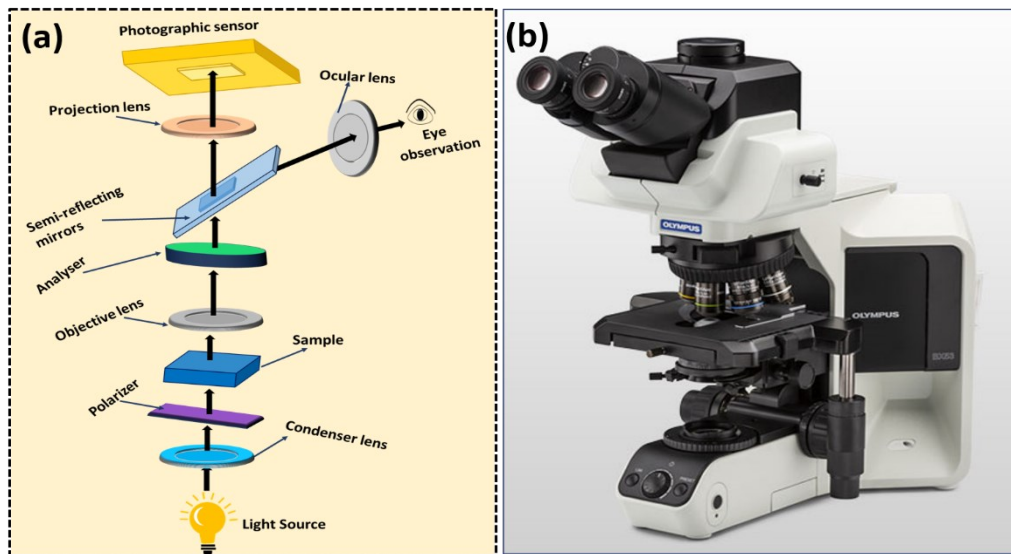 (a)
Photographic sensor
Ocular lens
Projection lens
Eye
observation
Semi-reflecting
mirrors
Analyser
Objective lens
Sample
Polarizer
Condenser lens
Light Source
(b)
OLYMPUS
OLYMPUS
BX53